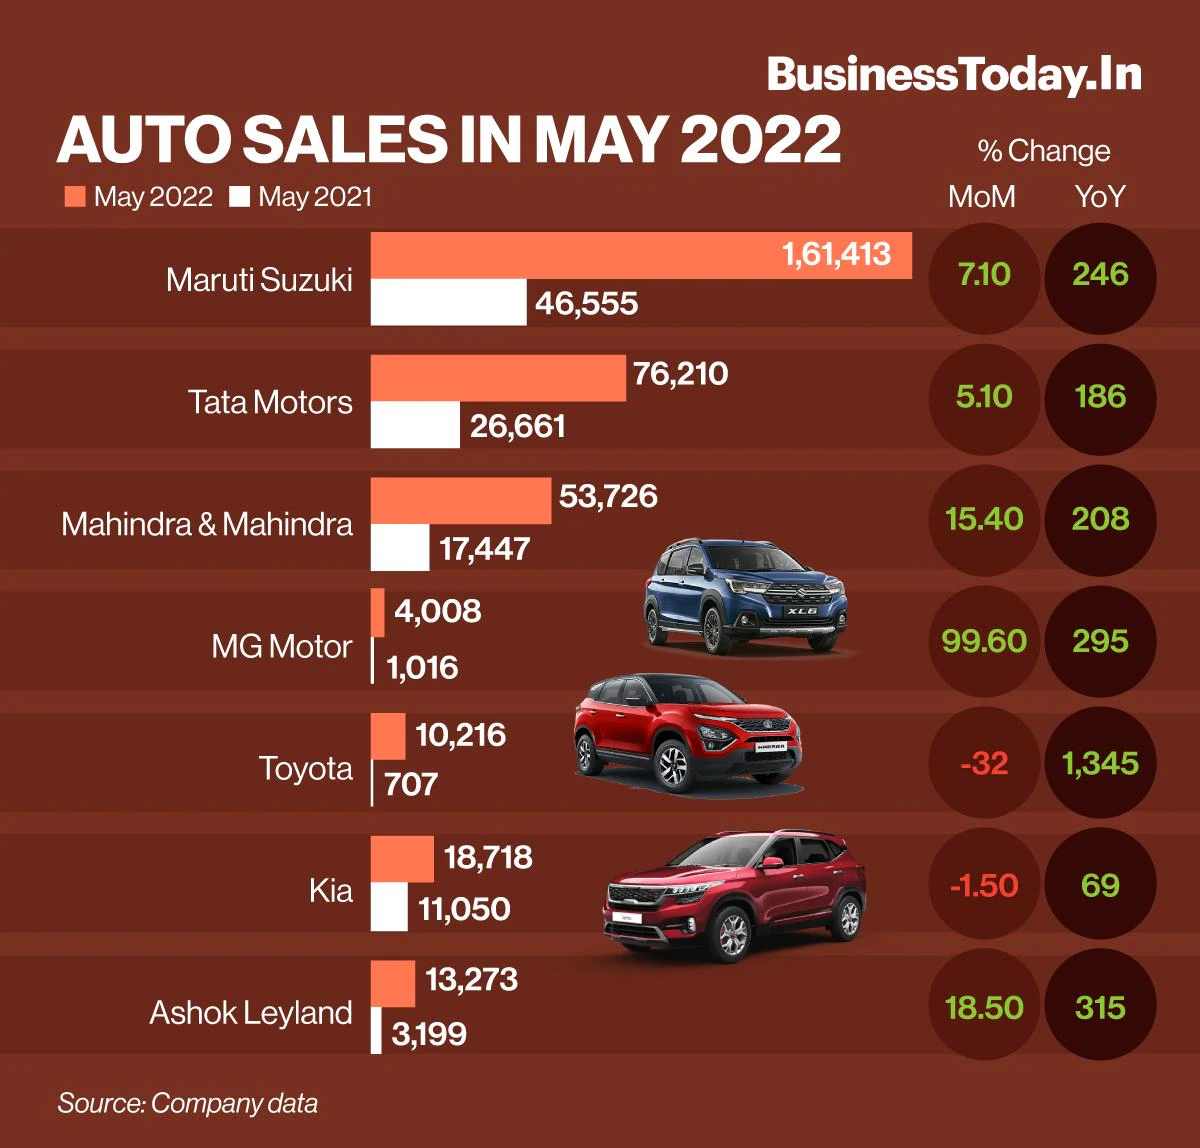 BusinessToday.In
AUTO SALES IN MAY 2022
% Change
May 2022 May 2021
MoM YoY
Maruti Suzuki 1,61,413 46,555 7.10 246
Tata Motors 76,210 26,661 5.10 186
Mahindra & Mahindra 53,726 17,447 15.40 208
XL6
MG Motor 4,008 1,016 99.60 295
HARRIER
Toyota 10,216 707 -32 1,345
Kia 18,718 11,050 -1.50 69
Ashok Leyland 13,273 3,199 18.50 315
Source: Company data